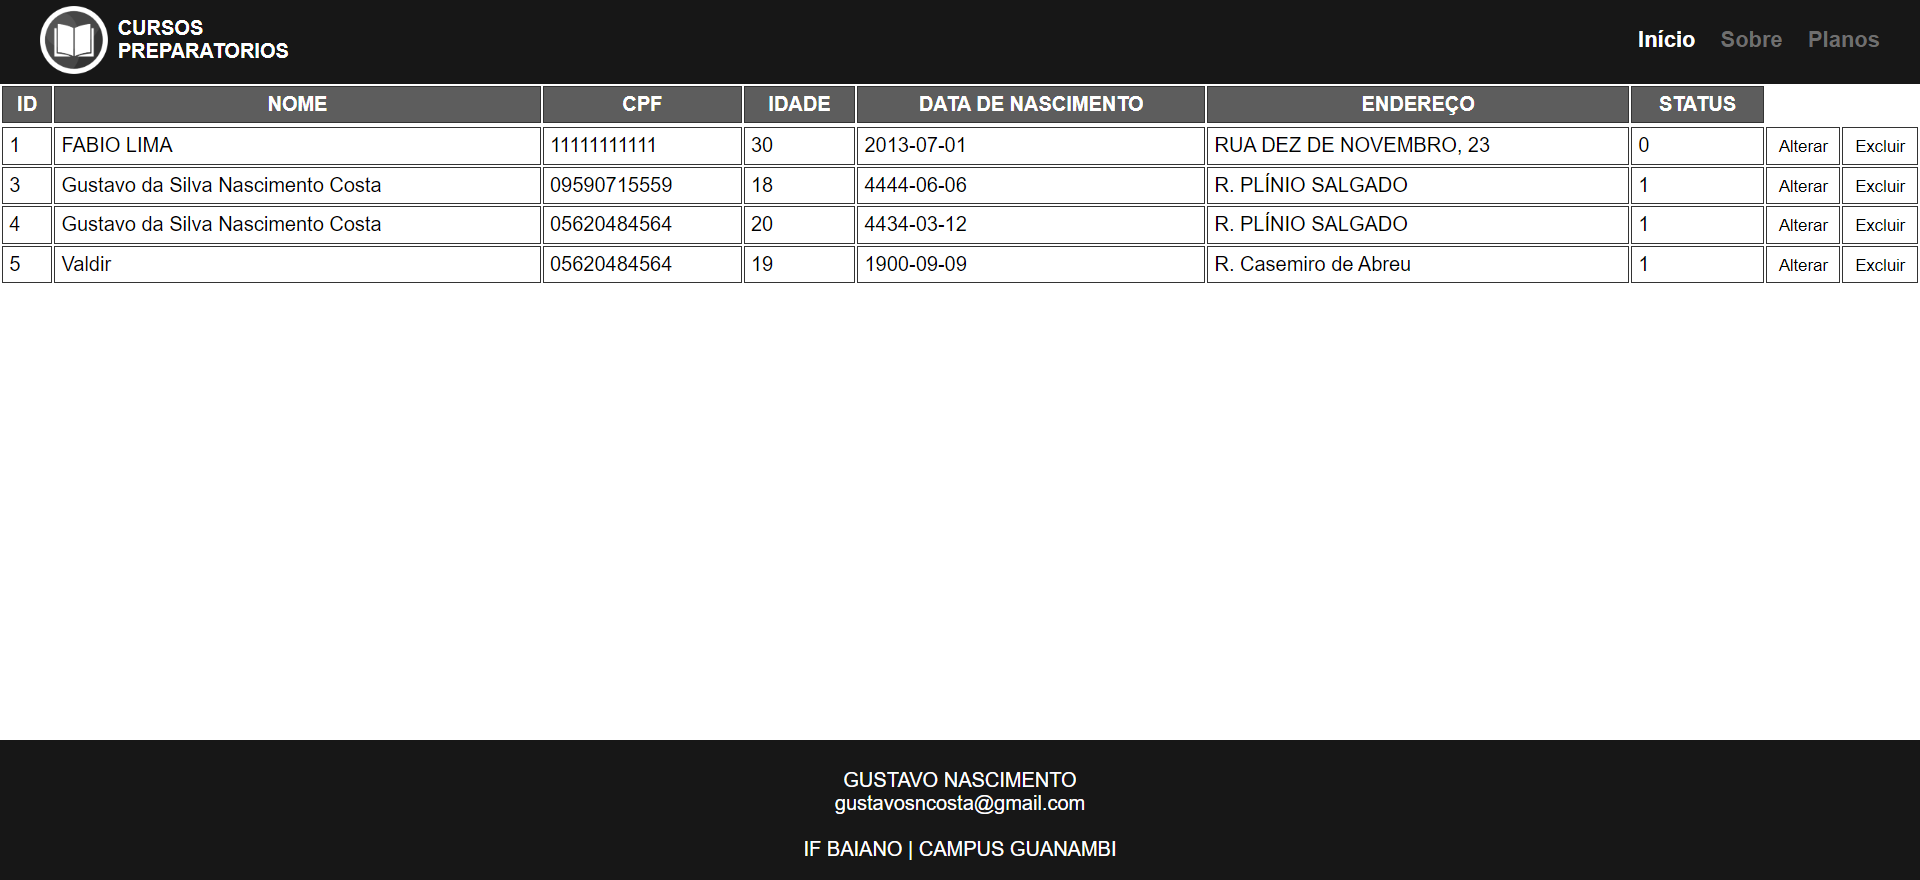 CURSOS
PREPARATORIOS
Início Sobre Planos
ID NOME CPF IDADE DATA DE NASCIMENTO ENDEREÇO STATUS
1 FABIO LIMA 11111111111 30 2013-07-01 RUA DEZ DE NOVEMBRO, 23 0 Alterar Excluir
3 Gustavo da Silva Nascimento Costa 09590715559 18 4444-06-06 R. PLÍNIO SALGADO 1 Alterar Excluir
4 Gustavo da Silva Nascimento Costa 05620484564 20 4434-03-12 R. PLÍNIO SALGADO 1 Alterar Excluir
5 Valdir 05620484564 19 1900-09-09 R. Casemiro de Abreu 1 Alterar Excluir
GUSTAVO NASCIMENTO
gustavosncosta@gmail.com
IF BAIANO | CAMPUS GUANAMBI